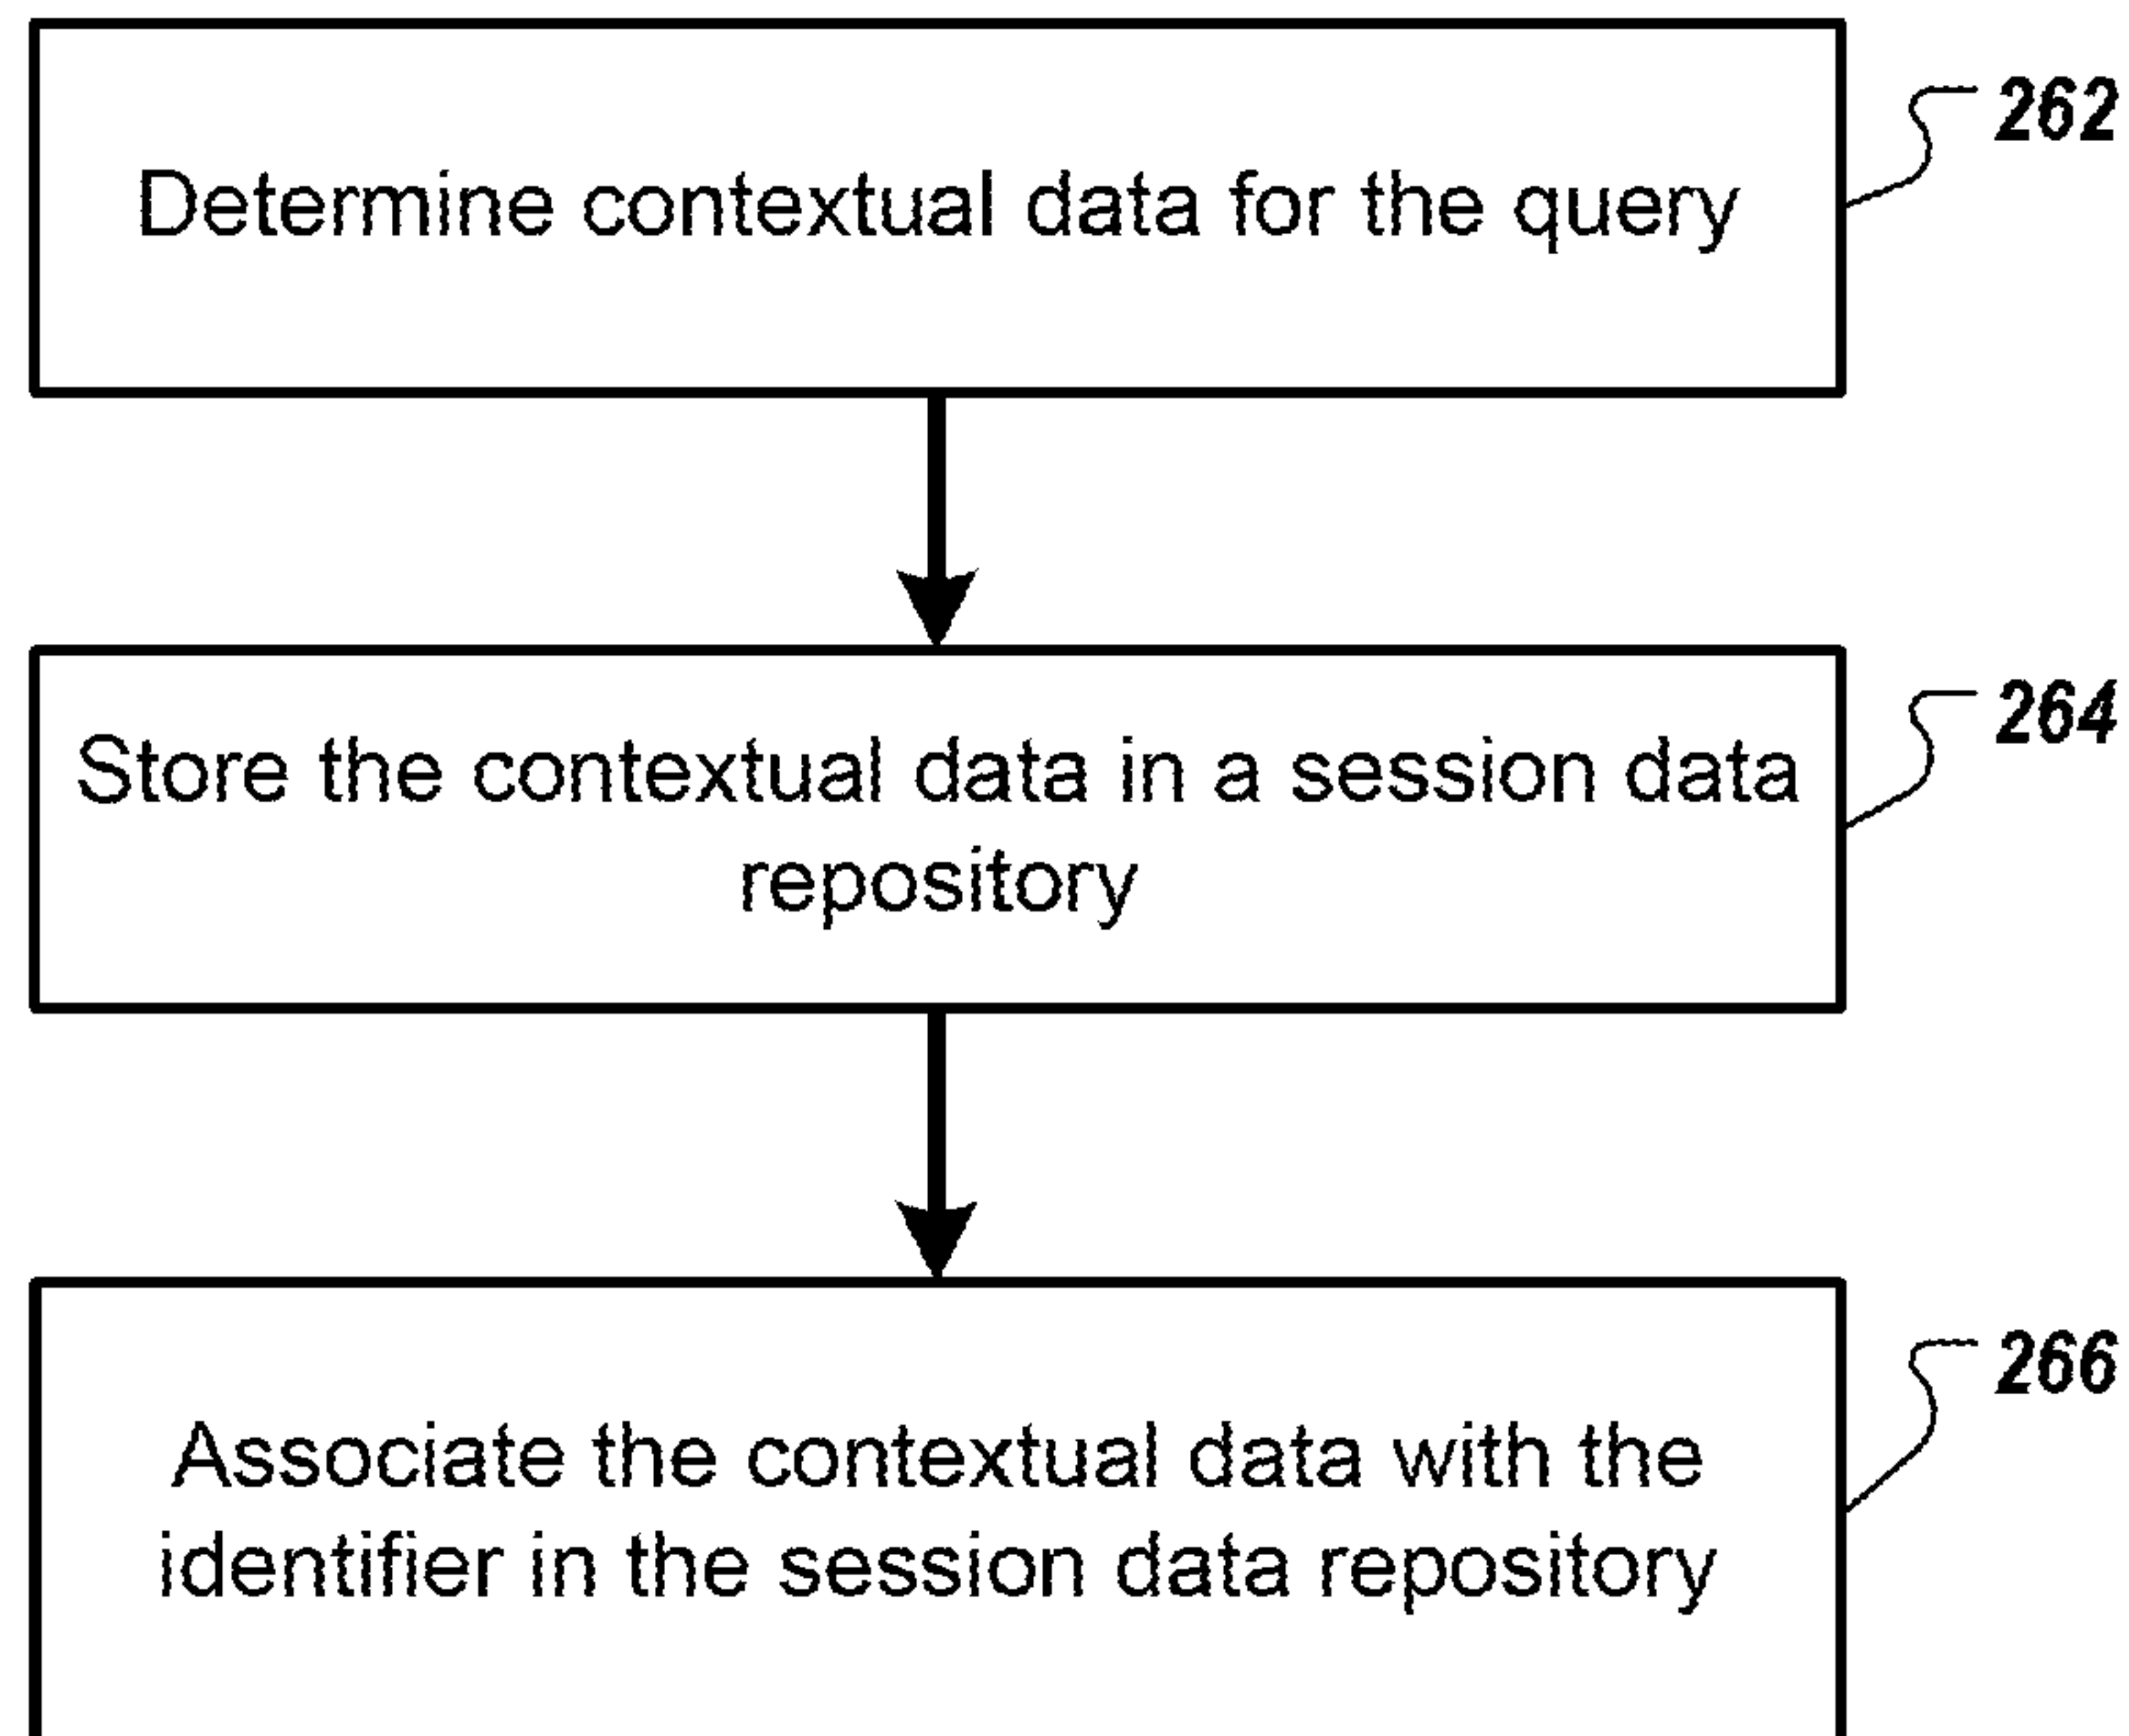 Determine contextual data for the query
262
Store the contextual data in a session data
repository
264
Associate the contextual data with the
identifier in the session data repository
266